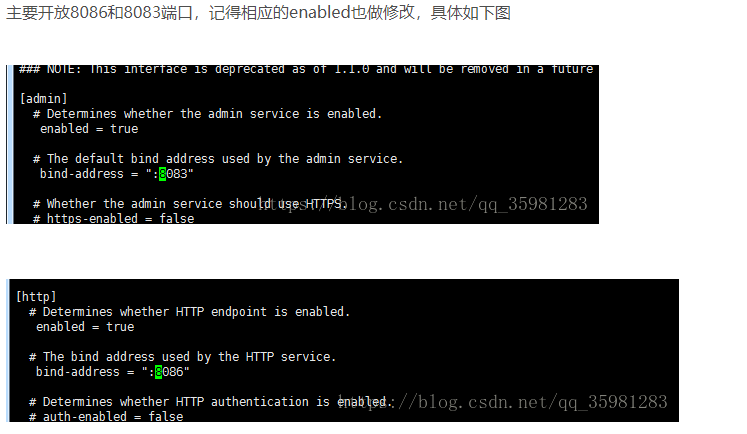 主要开放8086和8083端口，记得相应的enabled也做修改，具体如下图
### NOTE: This interface is deprecated as of 1.1.0 and will be removed in a future
[admin]
# Determines whether the admin service is enabled.
enabled = true
# The default bind address used by the admin service.
bind-address = ":8083"
# Whether the admin service should use HTTPS.
https://blog.csdn.net/qq_35981283
# https-enabled = false
[http]
# Determines whether HTTP endpoint is enabled.
enabled = true
# The bind address used by the HTTP service.
bind-address = ":8086"
# Determines whether HTTP authentication is enabled.
https://blog.csdn.net/qq_35981283
# auth-enabled = false